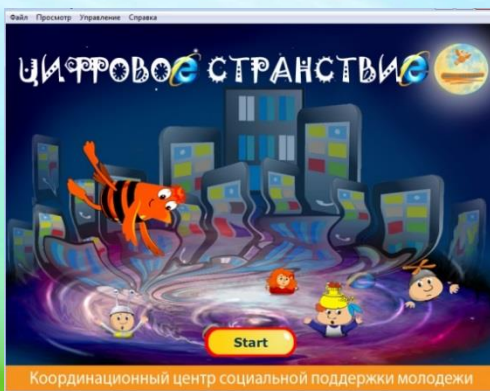 Файл Просмотр Управление Справка
ЦИФРОВОЕ СТРАНСТВИЕ
Start
Координационный центр социальной поддержки молодежи